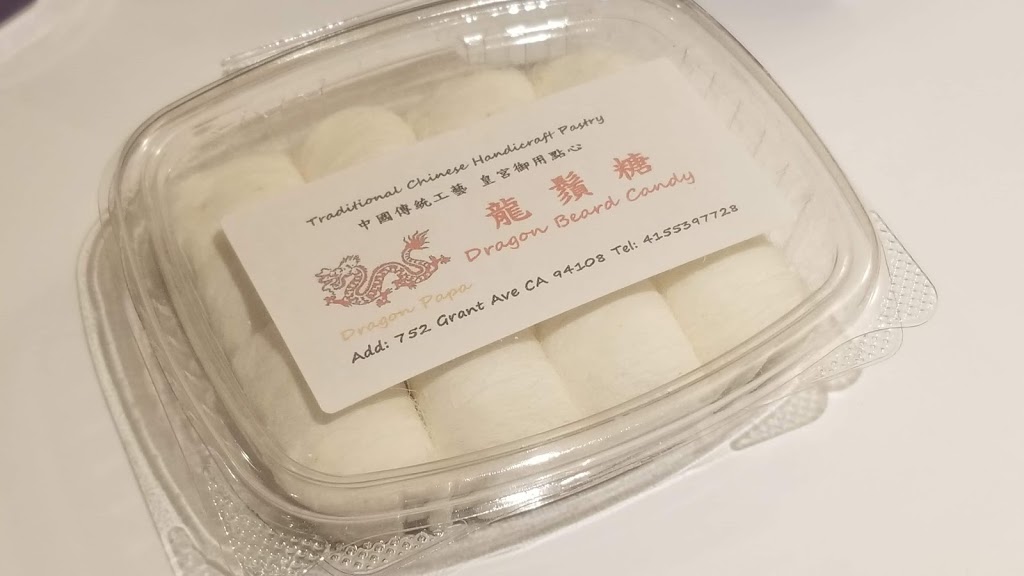 Traditional Chinese Handicraft Pastry
中國傳統工藝 皇宮御用點心
龍鬚糖
Dragon Beard Candy
Dragon Papa
Add: 752 Grant Ave CA 94108 Tel: 4155397728